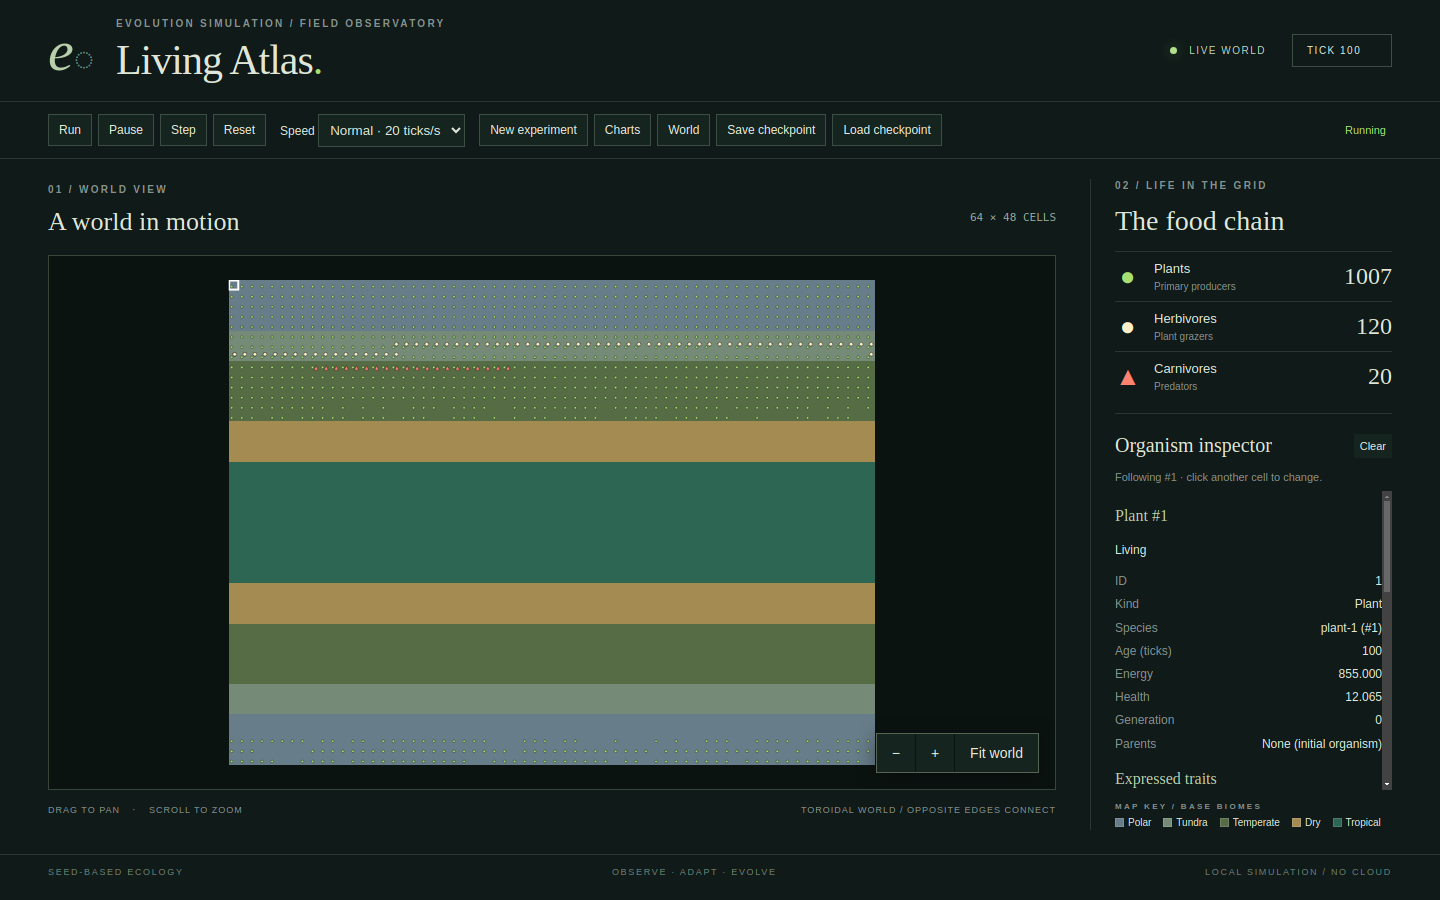 EVOLUTION SIMULATION / FIELD OBSERVATORY
e
Living Atlas.
LIVE WORLD
TICK 100
Run
Pause
Step
Reset
Speed
Normal · 20 ticks/s
New experiment
Charts
World
Save checkpoint
Load checkpoint
Running
01 / WORLD VIEW
A world in motion
64 × 48 CELLS
− + Fit world
DRAG TO PAN · SCROLL TO ZOOM
TOROIDAL WORLD / OPPOSITE EDGES CONNECT
02 / LIFE IN THE GRID
The food chain
Plants
Primary producers
1007
Herbivores
Plant grazers
120
Carnivores
Predators
20
Organism inspector
Clear
Following #1 · click another cell to change.
Plant #1
Living
ID 1
Kind Plant
Species plant-1 (#1)
Age (ticks) 100
Energy 855.000
Health 12.065
Generation 0
Parents None (initial organism)
Expressed traits
MAP KEY / BASE BIOMES
Polar Tundra Temperate Dry Tropical
SEED-BASED ECOLOGY
OBSERVE · ADAPT · EVOLVE
LOCAL SIMULATION / NO CLOUD